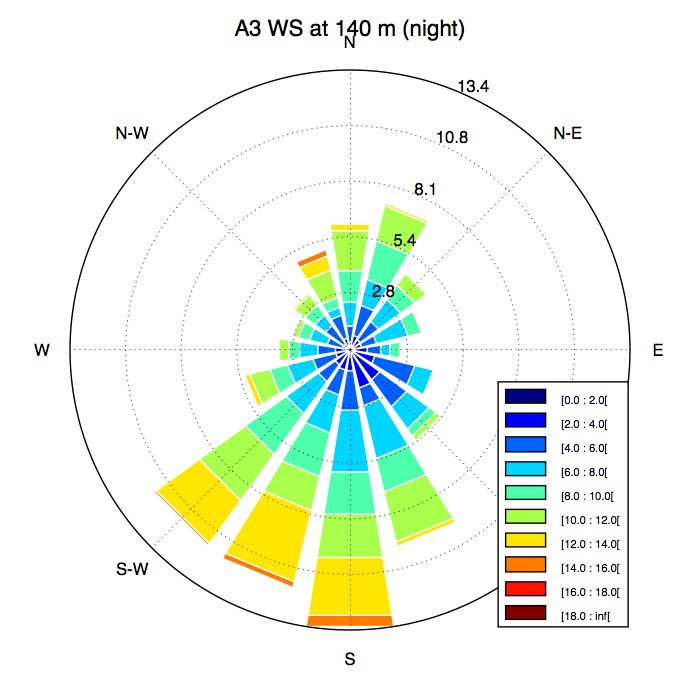 A3 WS at 140 m (night)
N
13.4
N-W
N-E
10.8
8.1
5.4
2.8
W
E
[0.0 : 2.0[
[2.0 : 4.0[
[4.0 : 6.0[
[6.0 : 8.0[
[8.0 : 10.0[
[10.0 : 12.0[
[12.0 : 14.0[
[14.0 : 16.0[
[16.0 : 18.0[
[18.0 : inf[
S-W
S